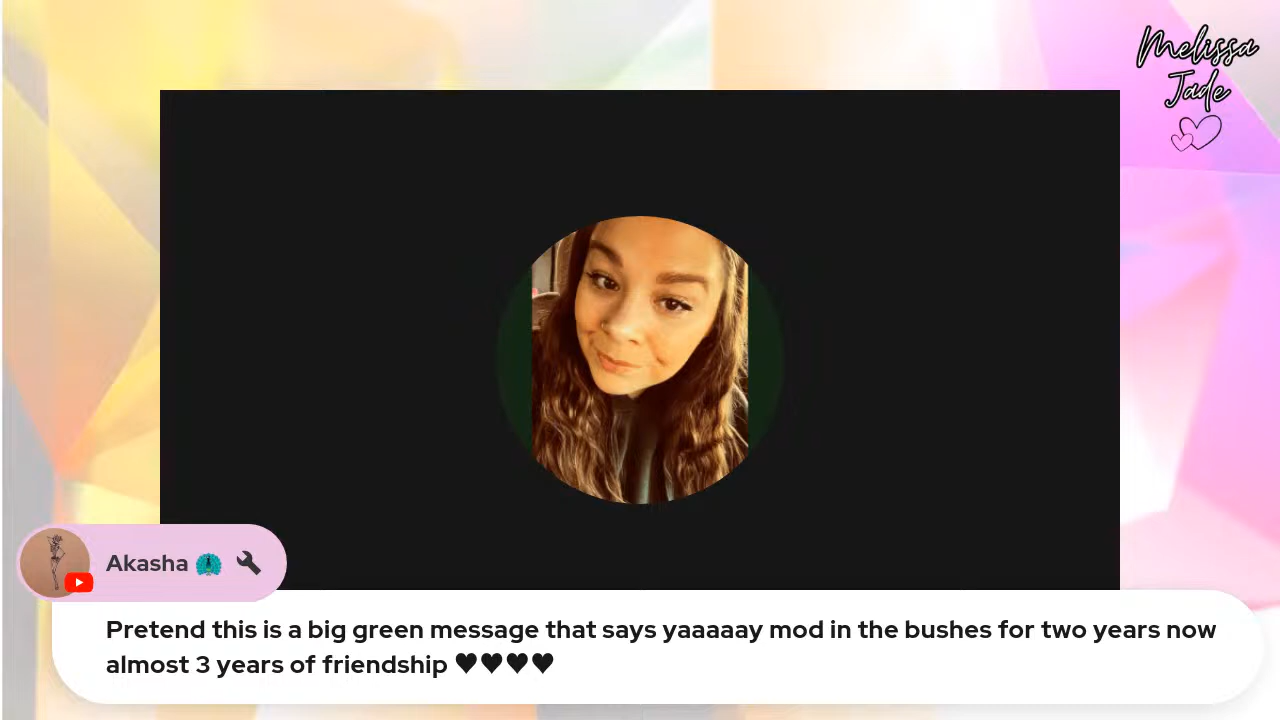 Melissa
Jade
Akasha 🦚 🔧
Pretend this is a big green message that says yaaaaay mod in the bushes for two years now
almost 3 years of friendship ♥♥♥♥